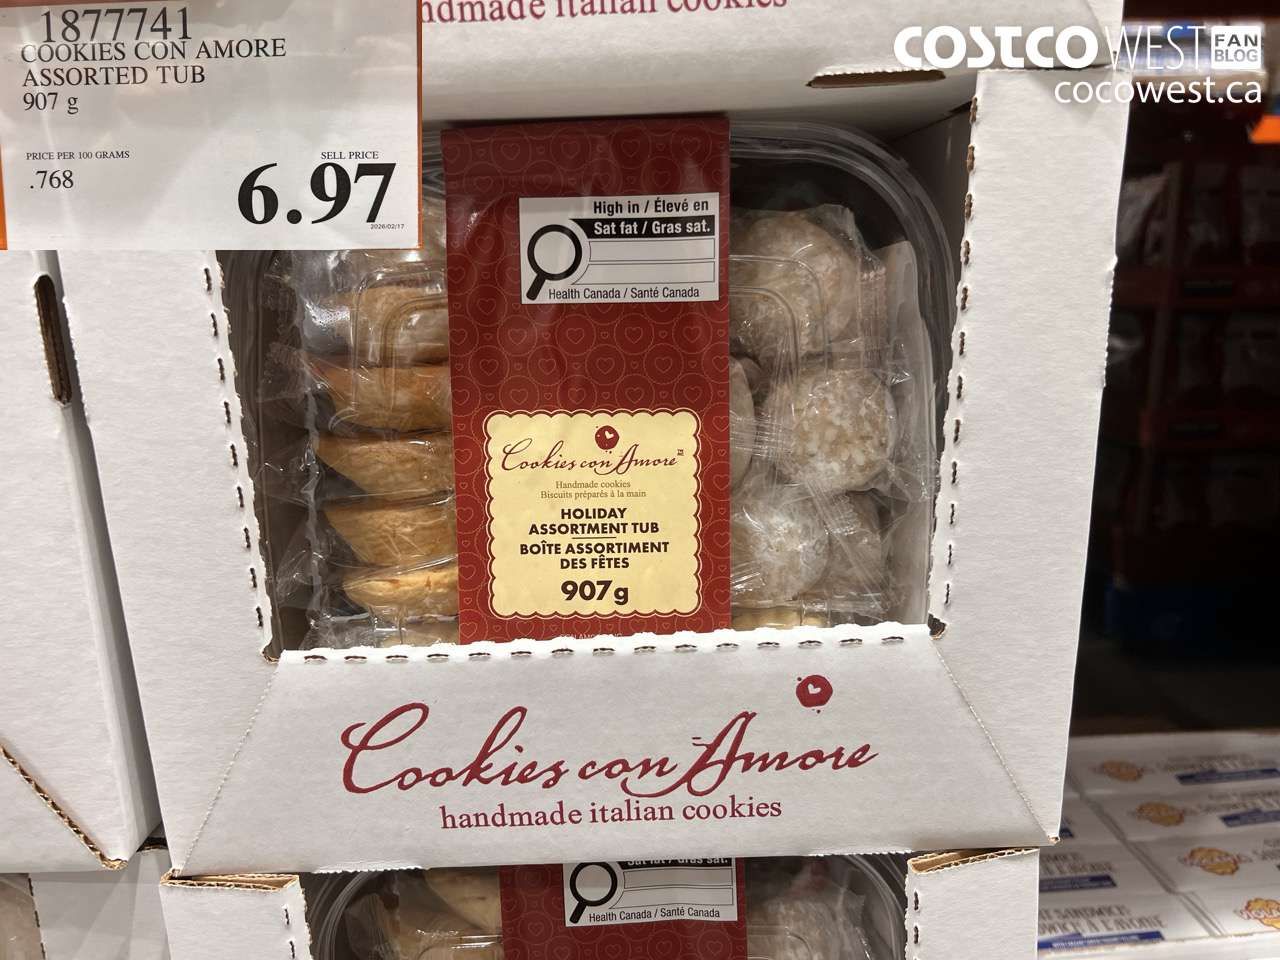 1877741
COOKIES CON AMORE
ASSORTED TUB
907 g
PRICE PER 100 GRAMS
.768
SELL PRICE
6.97
2026/02/17
handmade italian cookies
COSTCO WEST FAN BLOG
cocowest.ca
High in / Élevé en
Sat fat / Gras sat.
Health Canada / Santé Canada
Cookies con Amore™
Handmade cookies
Biscuits préparés à la main
HOLIDAY
ASSORTMENT TUB
BOÎTE ASSORTIMENT
DES FÊTES
907g
Cookies con Amore
handmade italian cookies
Sat fat / Gras sat.
Health Canada / Santé Canada